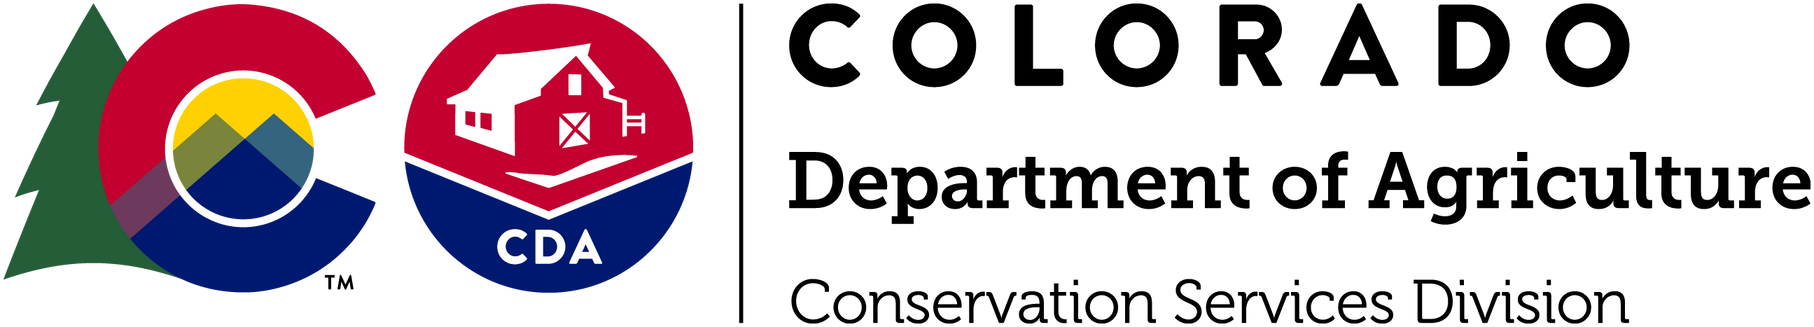 CDA
TM
COLORADO
Department of Agriculture
Conservation Services Division